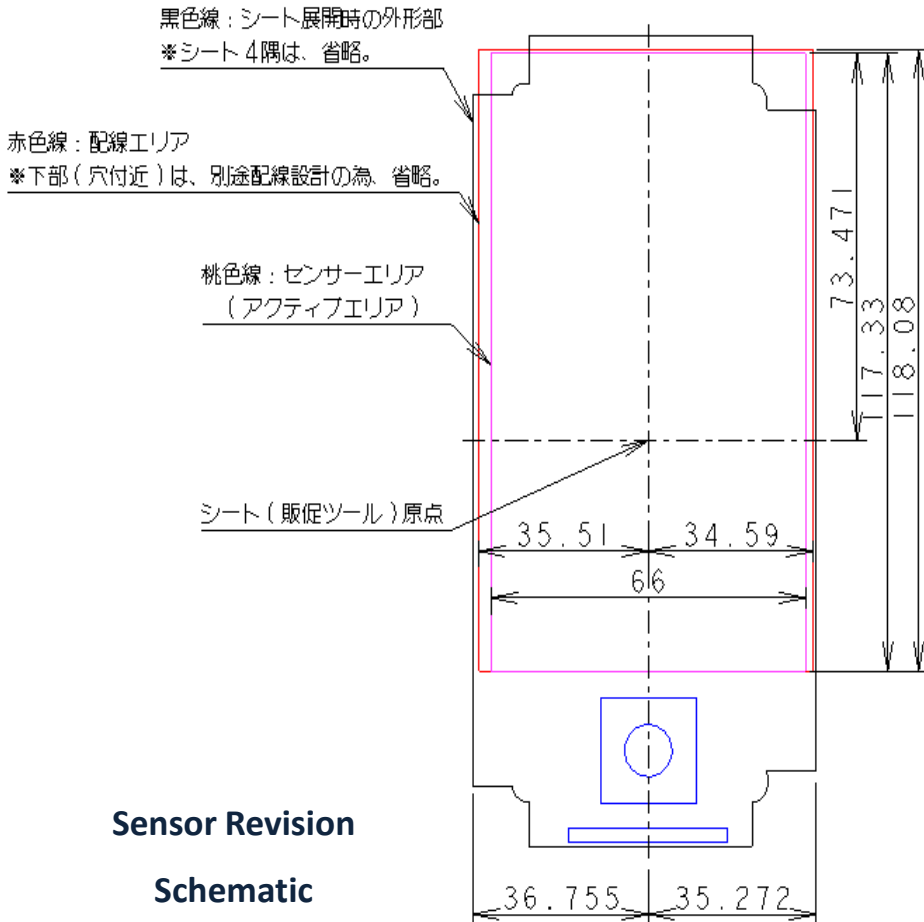 黒色線：シート展開時の外形部
※シート4隅は、省略。
赤色線：配線エリア
※下部（穴付近）は、別途配線設計の為、省略。
桃色線：センサーエリア
（アクティブエリア）
シート（販促ツール）原点
73.471
117.33
118.08
35.51
34.59
66
Sensor Revision
Schematic
36.755
35.272